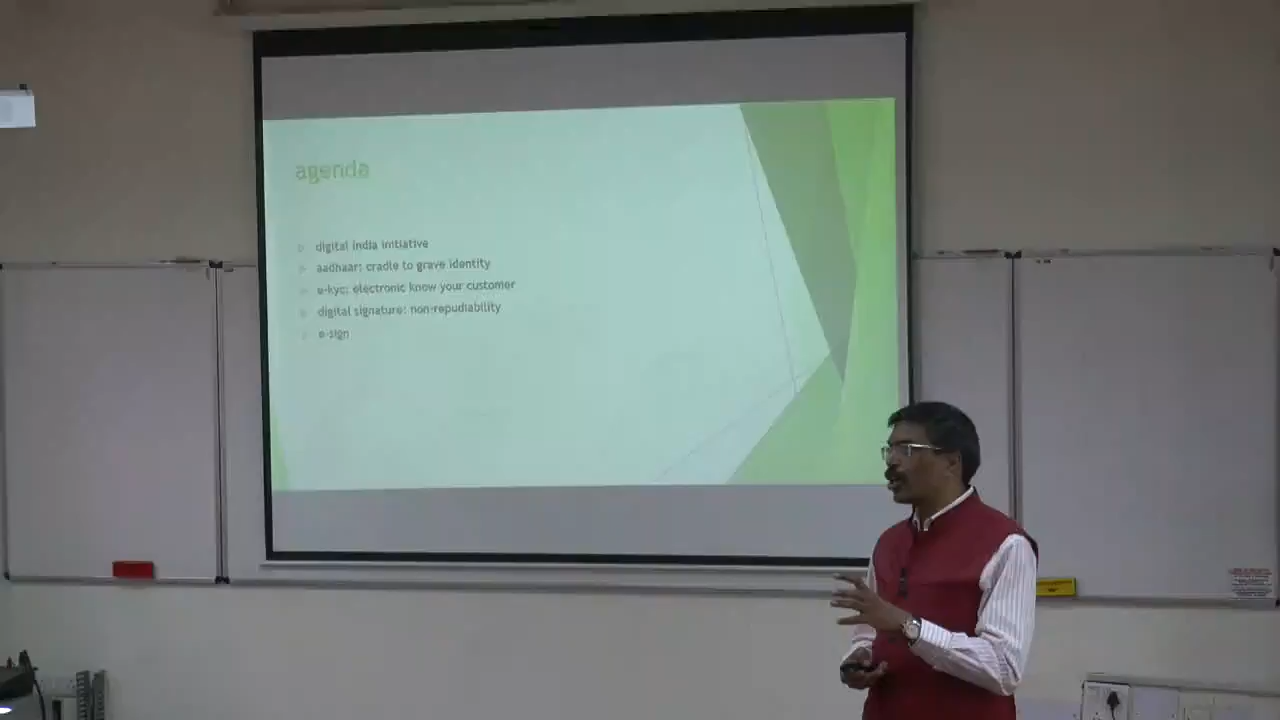 agenda
digital india initiative
aadhaar: cradle to grave identity
e-kyc: electronic know your customer
digital signature: non-repudiability
e-sign